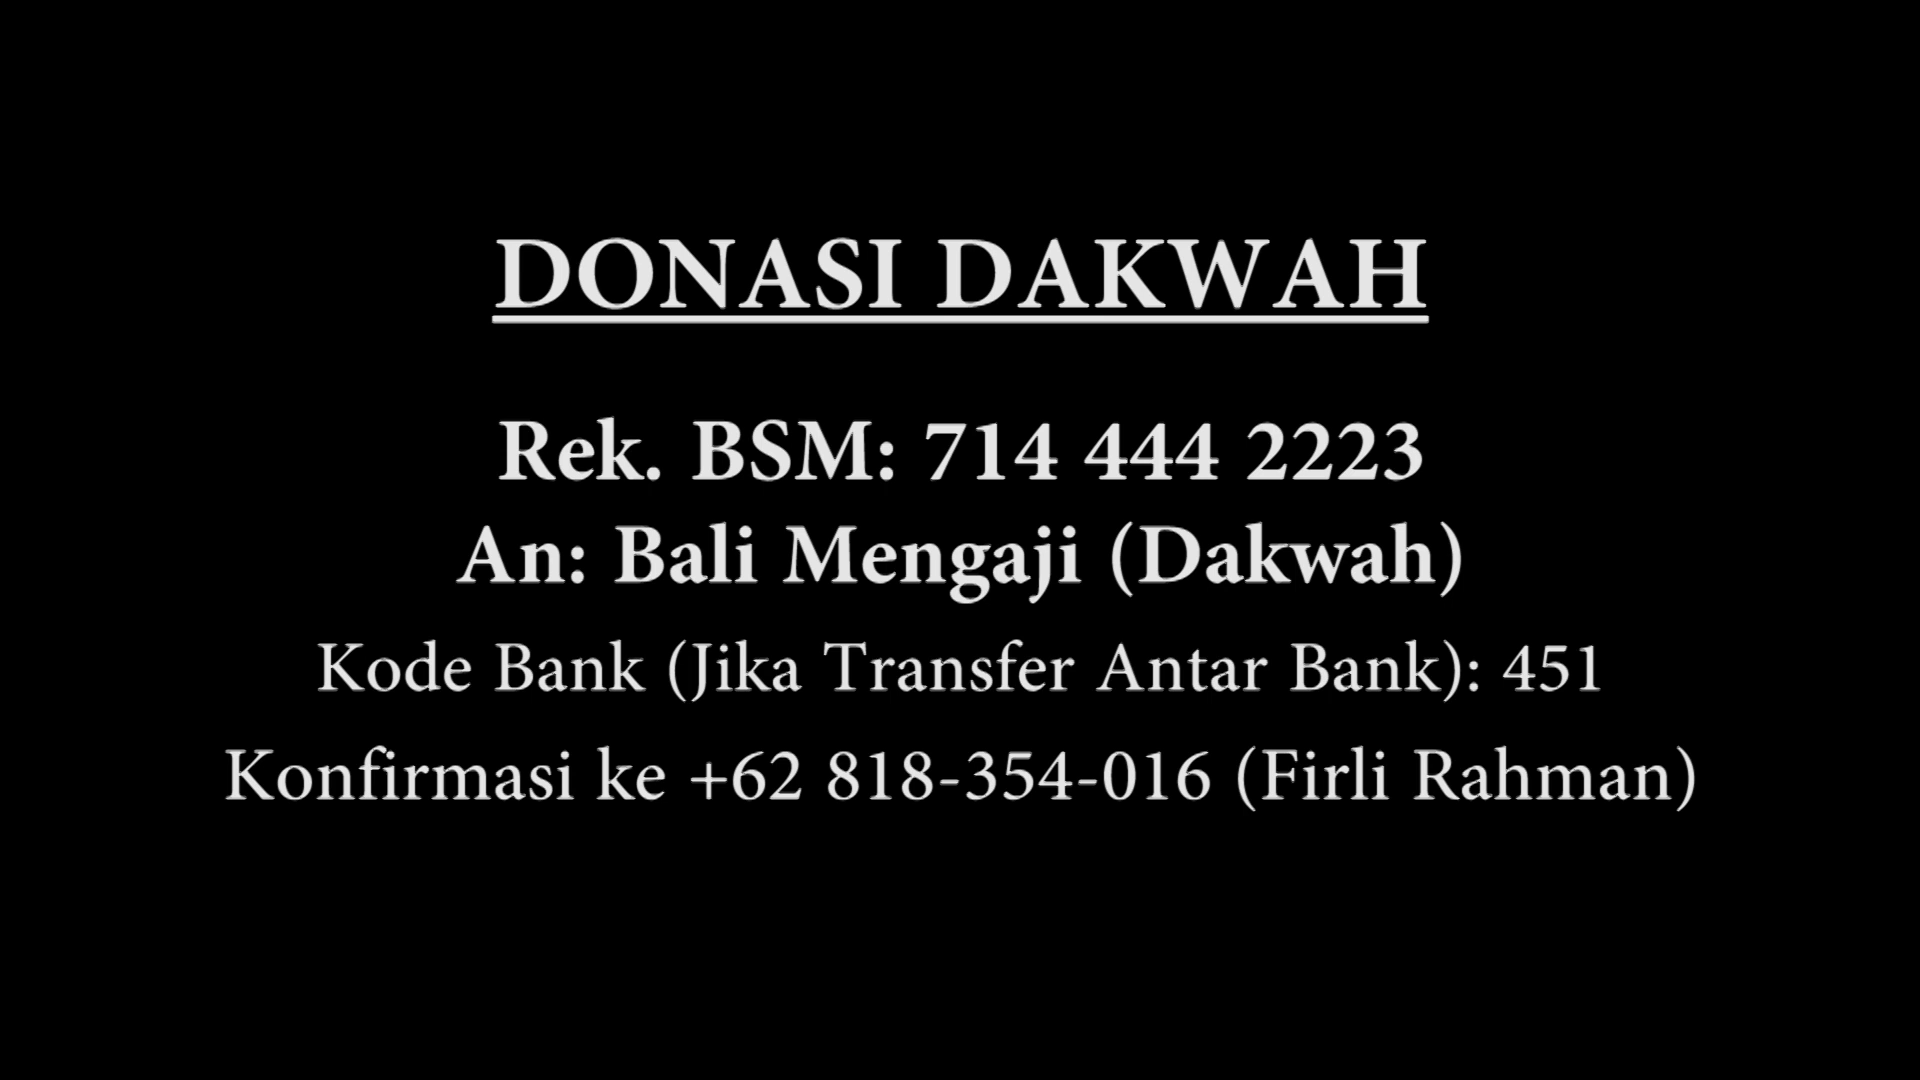 DONASI DAKWAH
Rek. BSM: 714 444 2223
An: Bali Mengaji (Dakwah)
Kode Bank (Jika Transfer Antar Bank): 451
Konfirmasi ke +62 818-354-016 (Firli Rahman)